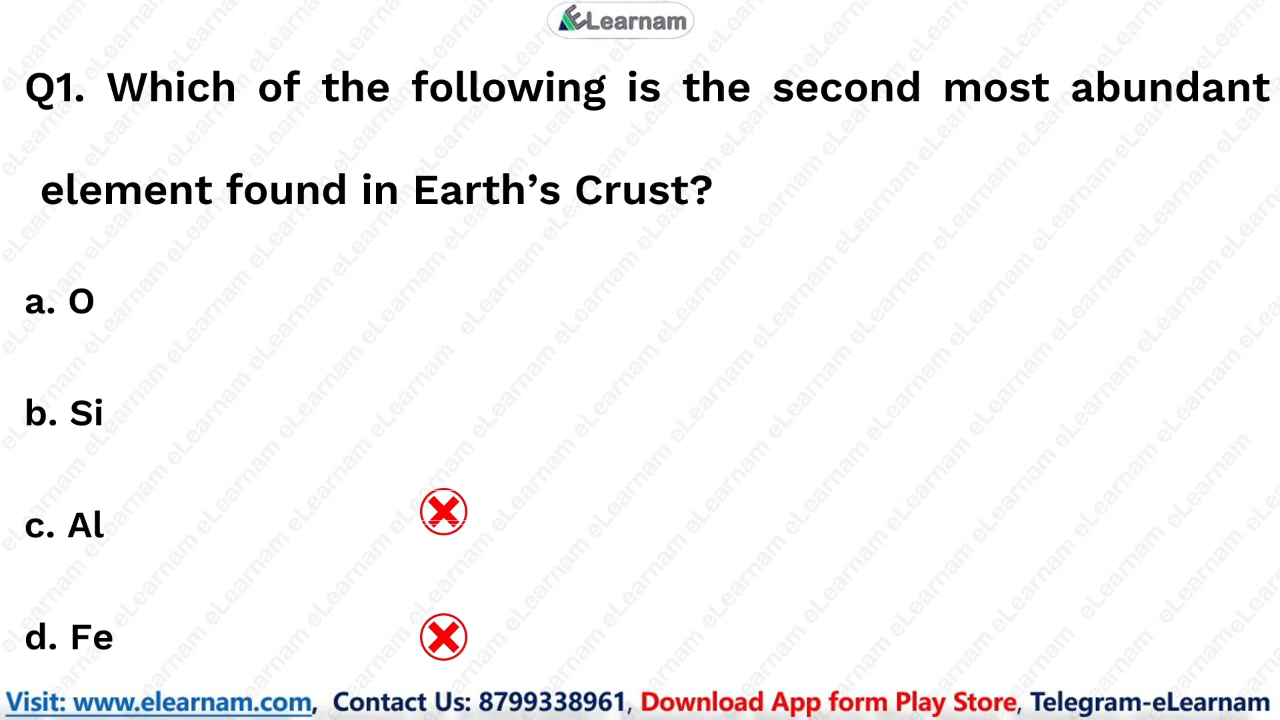 eLearnam
Q1. Which of the following is the second most abundant
element found in Earth’s Crust?
a. O
b. Si
c. Al
d. Fe
Visit: www.elearnam.com, Contact Us: 8799338961, Download App form Play Store, Telegram-eLearnam